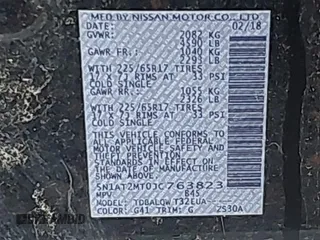 MFD BY NISSAN MOTOR CO., LTD
DATE: 02/18
GVWR: 2082 KG
4590 LB
GAWR FR: 1040 KG
2293 LB
WITH 225/65R17 TIRES
17 X 7J RIMS AT 33 PSI
COLD SINGLE
GAWR RR: 1055 KG
2326 LB
WITH 225/65R17 TIRES,
17 X 7J RIMS AT 33 PSI
COLD SINGLE
THIS VEHICLE CONFORMS TO
ALL APPLICABLE FEDERAL
MOTOR VEHICLE SAFETY AND
THEFT PREVENTION STANDARDS
IN EFFECT ON THE DATE OF
MANUFACTURE SHOWN ABOVE.
5N1AT2MT0JC763823
MPV
MODEL:
COLOR: G41 TRIM: G 2S30A